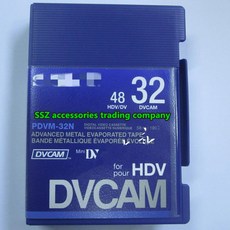 48 32
HDV/DV DVCAM
SSZ accessories trading company
PDVM-32N
ADVANCED METAL EVAPORATED TAPE
BANDE MÉTALLIQUE ÉVAPORÉE
DVCAM Mini DV
for
pour HDV
DVCAM